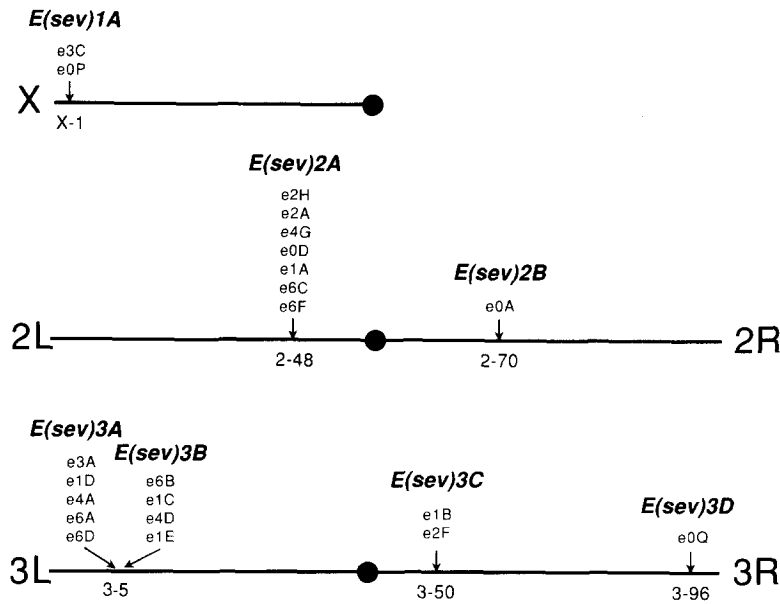 E(sev)1A
e3C
e0P
X
X-1
E(sev)2A
e2H
e2A
e4G
e0D
e1A
e6C
e6F
E(sev)2B
e0A
2L
2R
2-48
2-70
E(sev)3A
e3A
e1D
e4A
e6A
e6D
E(sev)3B
e6B
e1C
e4D
e1E
E(sev)3C
e1B
e2F
E(sev)3D
e0Q
3L
3R
3-5
3-50
3-96